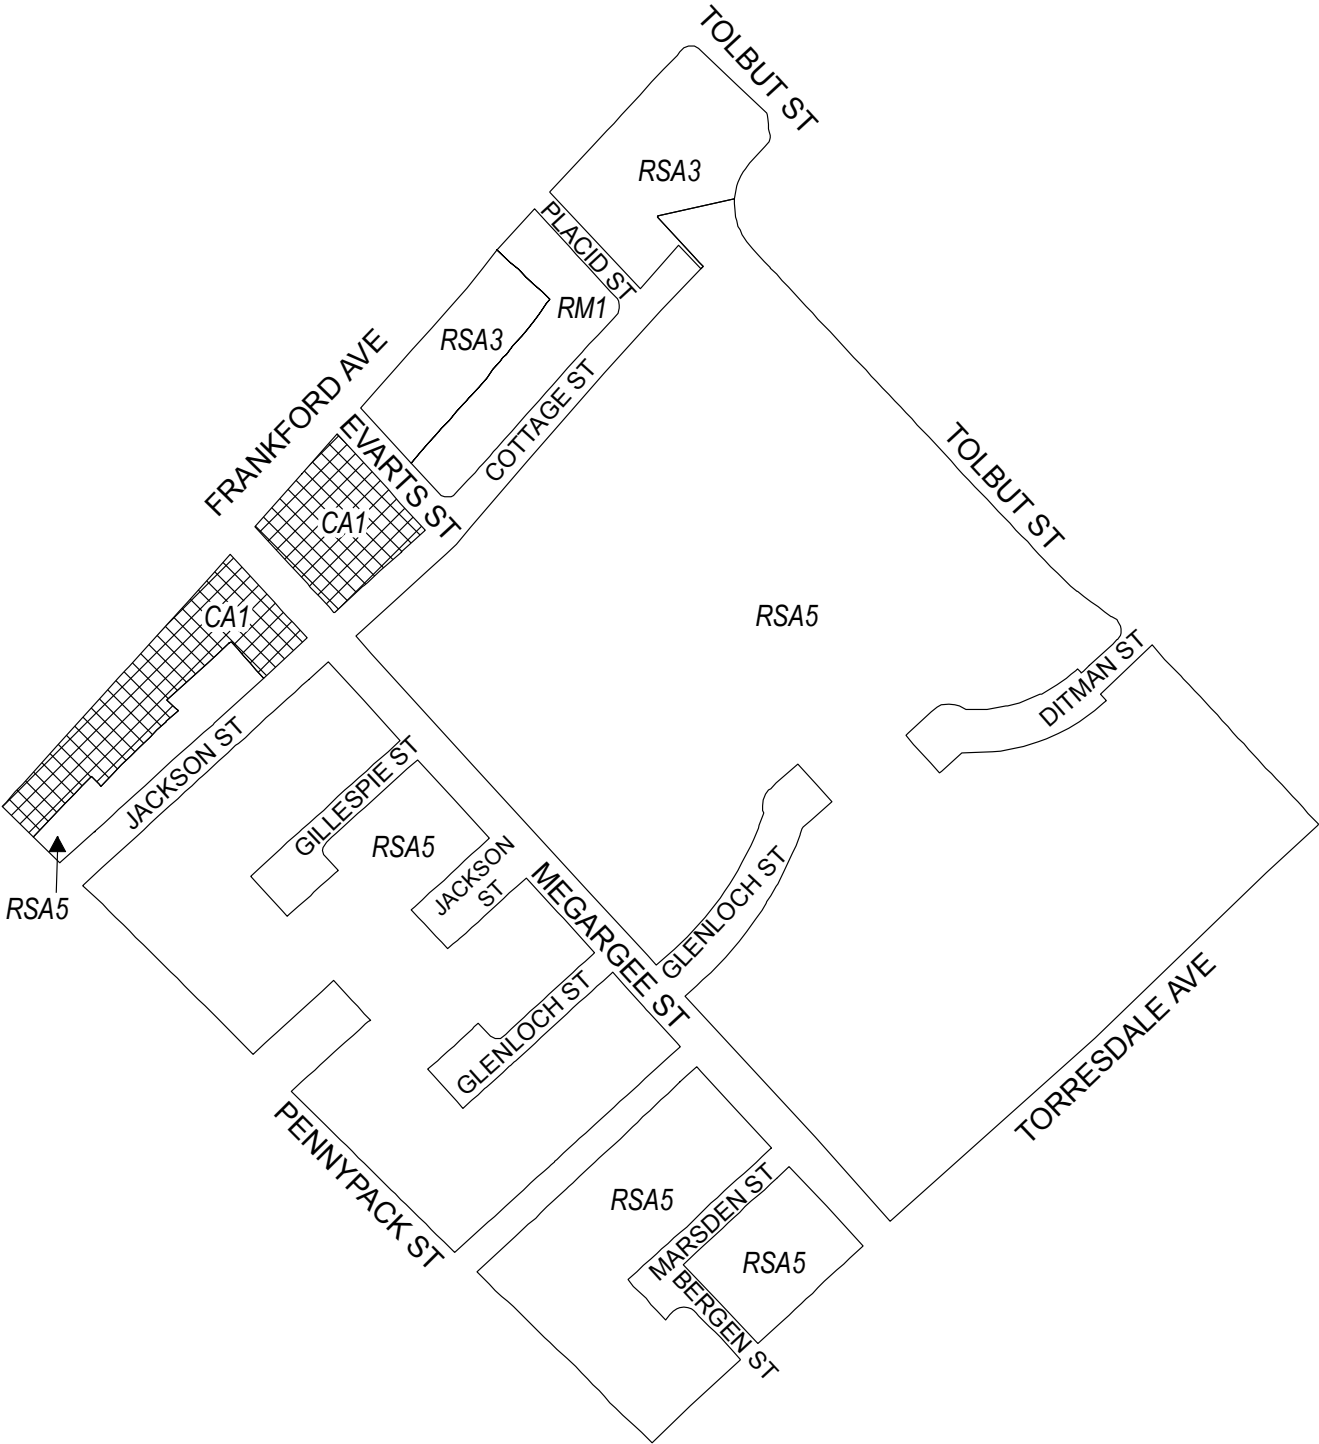 TOLBUT ST
RSA3
PLACID ST
RM1
RSA3
FRANKFORD AVE
COTTAGE ST
EVARTS ST
CA1
TOLBUT ST
CA1
RSA5
DITMAN ST
JACKSON ST
GILLESPIE ST
RSA5
JACKSON
ST
MEGARGEE ST
GLENLOCH ST
RSA5
GLENLOCH ST
TORRESDALE AVE
PENNYPACK ST
RSA5
MARSDEN ST
RSA5
BERGEN ST